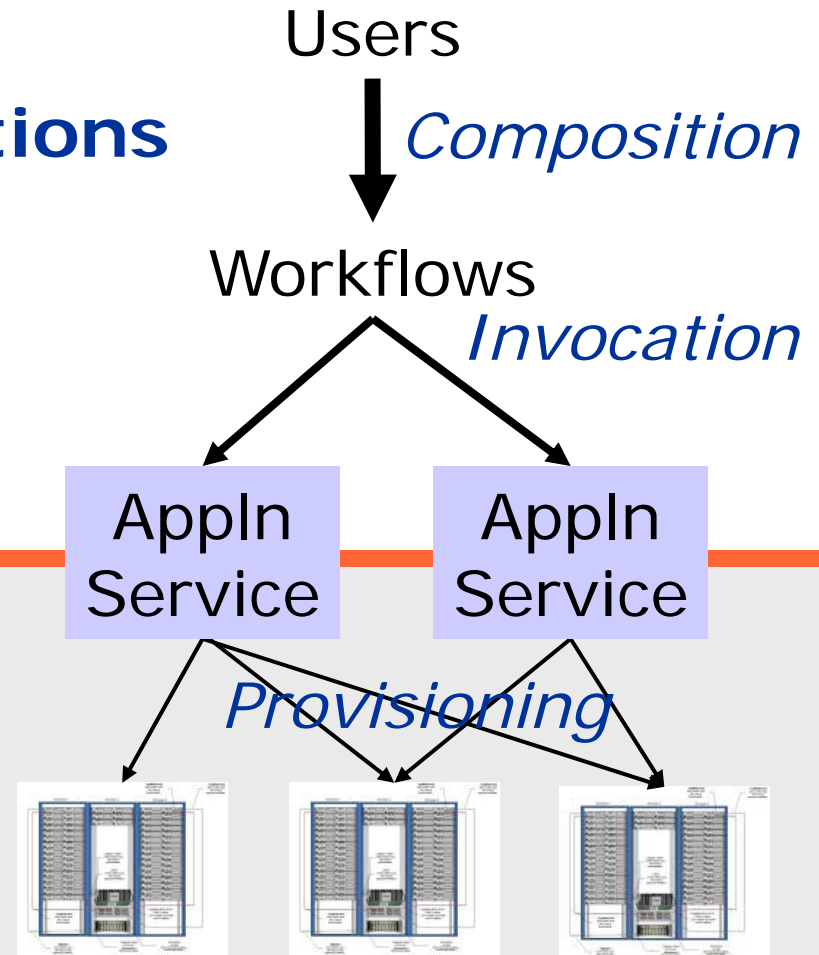 Users
tions
Composition
Workflows
Invocation
Appln Appln
Service Service
Provisioning